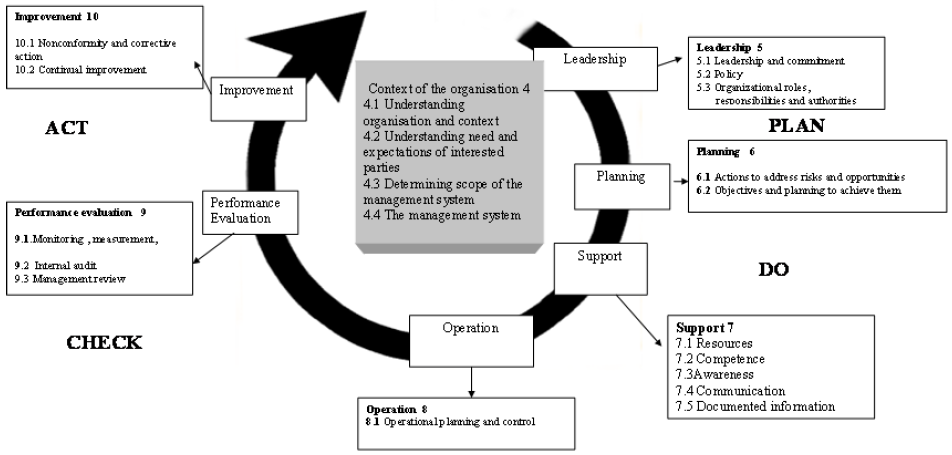 Improvement 10
10.1 Nonconformity and corrective
action
10.2 Continual improvement
ACT
Improvement
Leadership
Leadership 5
5.1 Leadership and commitment
5.2 Policy
5.3 Organizational roles,
responsibilities and authorities
PLAN
Context of the organisation 4
4.1 Understanding
organisation and context
4.2 Understanding need and
expectations of interested
parties
4.3 Determining scope of the
management system
4.4 The management system
Planning
Planning 6
6.1 Actions to address risks and opportunities
6.2 Objectives and planning to achieve them
Performance
Evaluation
Performance evaluation 9
9.1.Monitoring , measurement,
9.2 Internal audit
9.3 Management review
Support
DO
CHECK
Operation
Support 7
7.1 Resources
7.2 Competence
7.3Awareness
7.4 Communication
7.5 Documented information
Operation 8
8.1 Operational planning and control